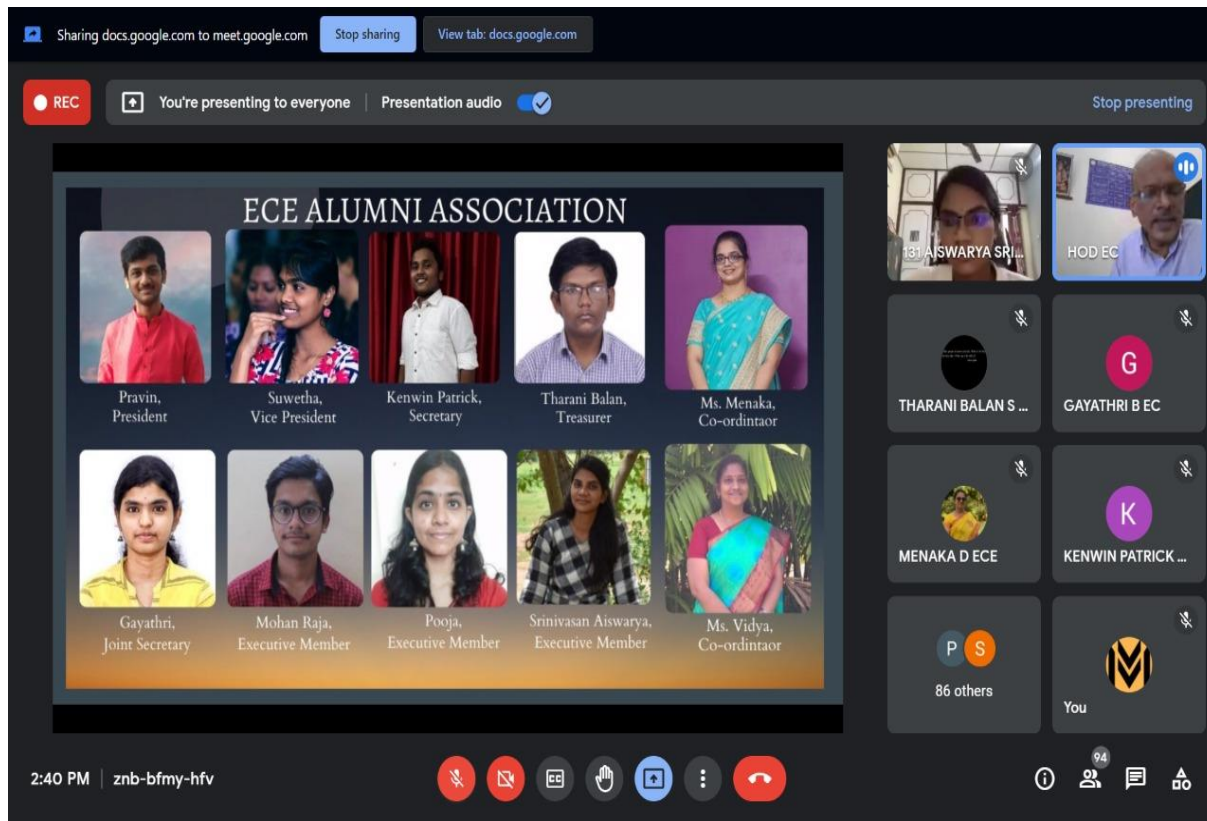 Sharing docs.google.com to meet.google.com
Stop sharing
View tab: docs.google.com
REC
You're presenting to everyone
Presentation audio
Stop presenting
ECE ALUMNI ASSOCIATION
Pravin,
President
Suwetha,
Vice President
Kenwin Patrick,
Secretary
Tharani Balan,
Treasurer
Ms. Menaka,
Co-ordintaor
Gayathri,
Joint Secretary
Mohan Raja,
Executive Member
Pooja,
Executive Member
Srinivasan Aiswarya,
Executive Member
Ms. Vidya,
Co-ordintaor
131 AISWARYA SRI...
HOD EC
THARANI BALAN S ...
G
GAYATHRI B EC
MENAKA D ECE
K
KENWIN PATRICK ...
P S
86 others
You
2:40 PM | znb-bfmy-hfv
CC
94